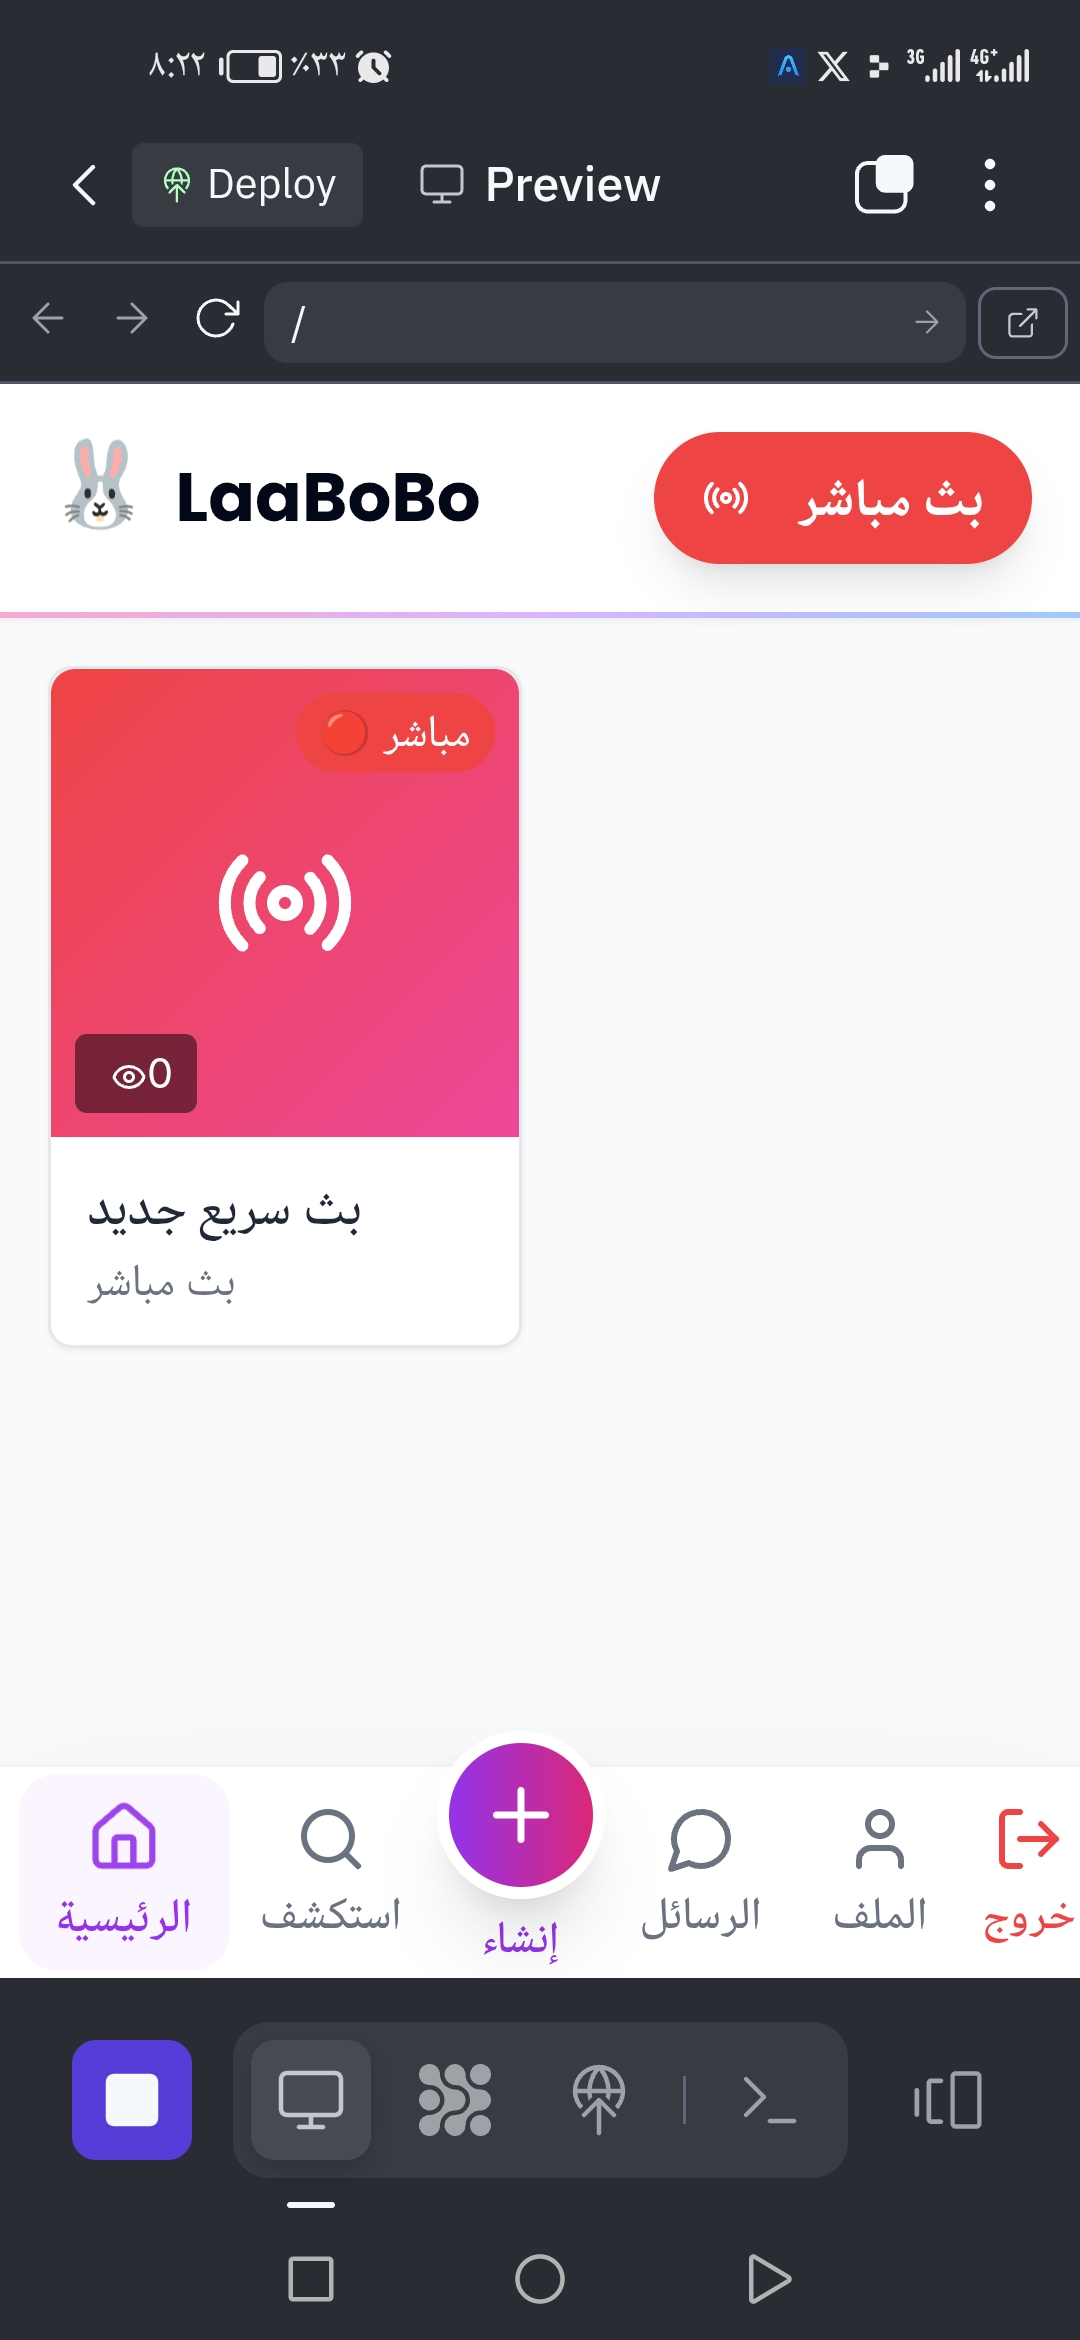 ٨:٢٢ ٪٣٣ 3G 4G+
Deploy Preview
/
LaaBoBo بث مباشر
مباشر
0
بث سريع جديد
بث مباشر
الرئيسية استكشف إنشاء الرسائل الملف خروج